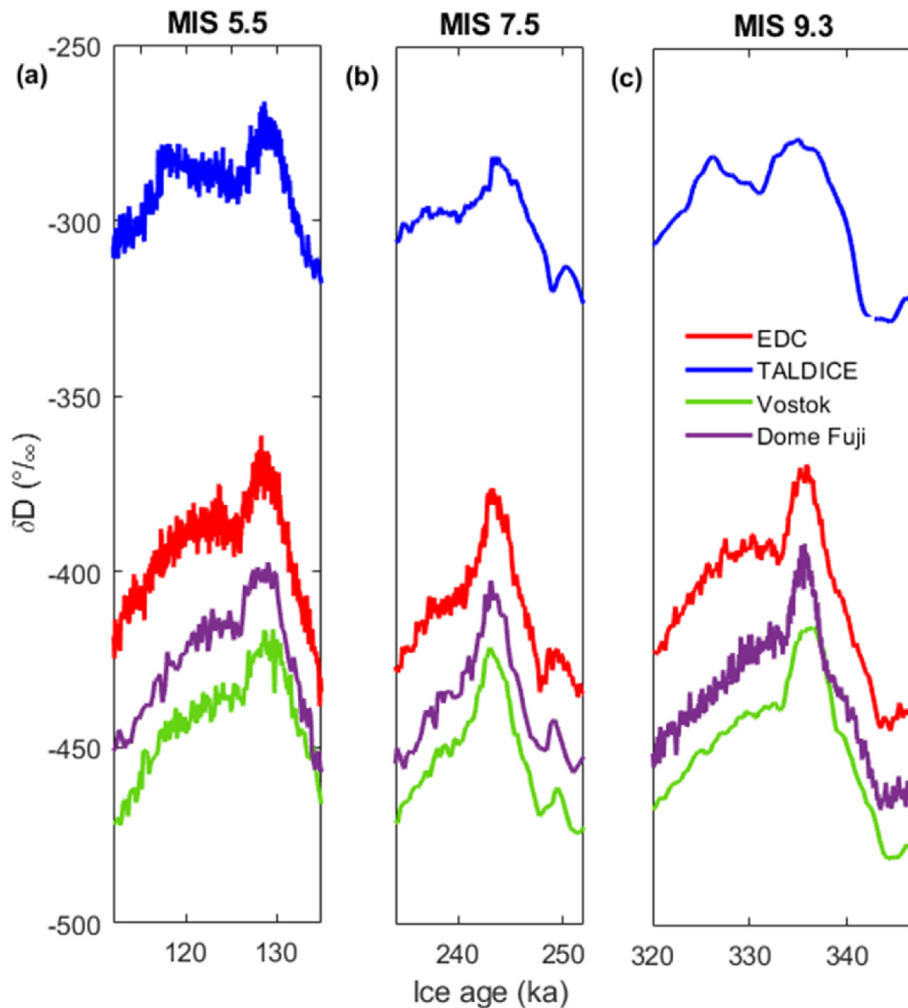 MIS 5.5
MIS 7.5
MIS 9.3
(a)
(b)
(c)
-250
-300
-350
-400
-450
-500
δD (°/∞)
EDC
TALDICE
Vostok
Dome Fuji
120 130
240 250
320 330 340
Ice age (ka)